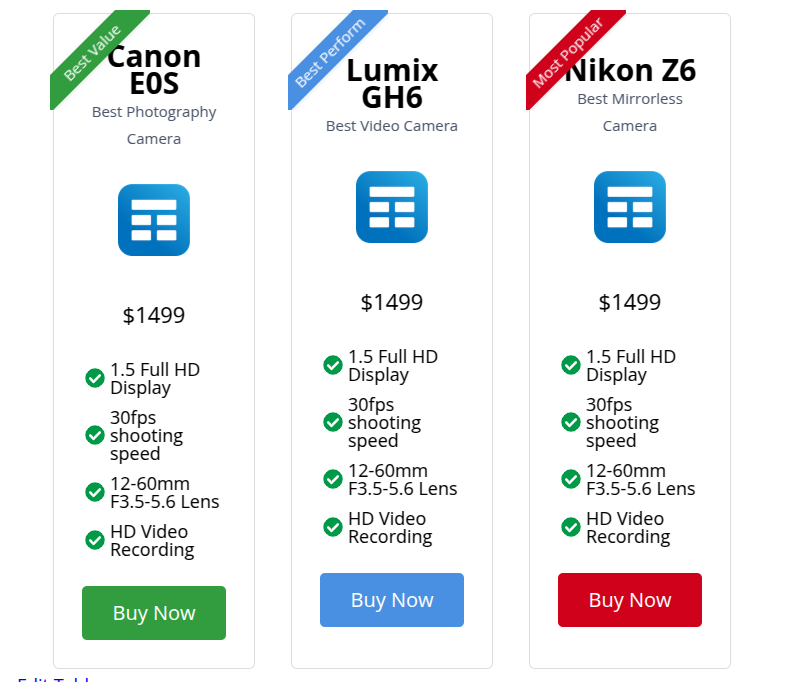 Best Value
Canon
E0S
Best Photography
Camera
$1499
1.5 Full HD
Display
30fps
shooting
speed
12-60mm
F3.5-5.6 Lens
HD Video
Recording
Buy Now
Best Perform
Lumix
GH6
Best Video Camera
$1499
1.5 Full HD
Display
30fps
shooting
speed
12-60mm
F3.5-5.6 Lens
HD Video
Recording
Buy Now
Most Popular
Nikon Z6
Best Mirrorless
Camera
$1499
1.5 Full HD
Display
30fps
shooting
speed
12-60mm
F3.5-5.6 Lens
HD Video
Recording
Buy Now
Edit Table